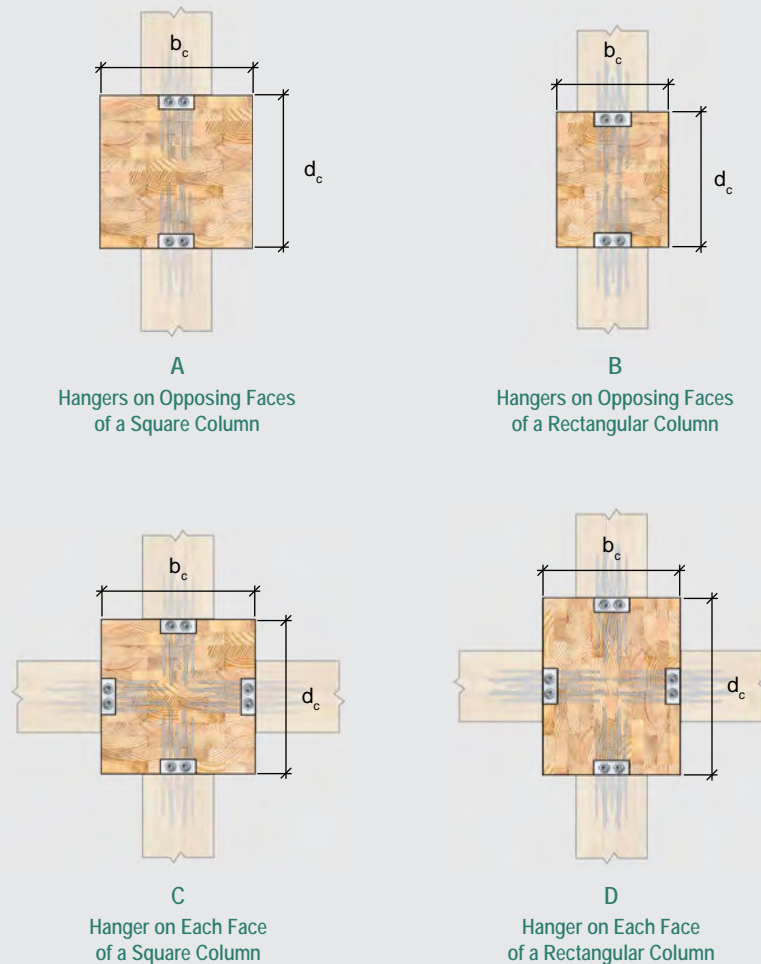 b_c
d_c
A
Hangers on Opposing Faces
of a Square Column
b_c
d_c
B
Hangers on Opposing Faces
of a Rectangular Column
b_c
d_c
C
Hanger on Each Face
of a Square Column
b_c
d_c
D
Hanger on Each Face
of a Rectangular Column